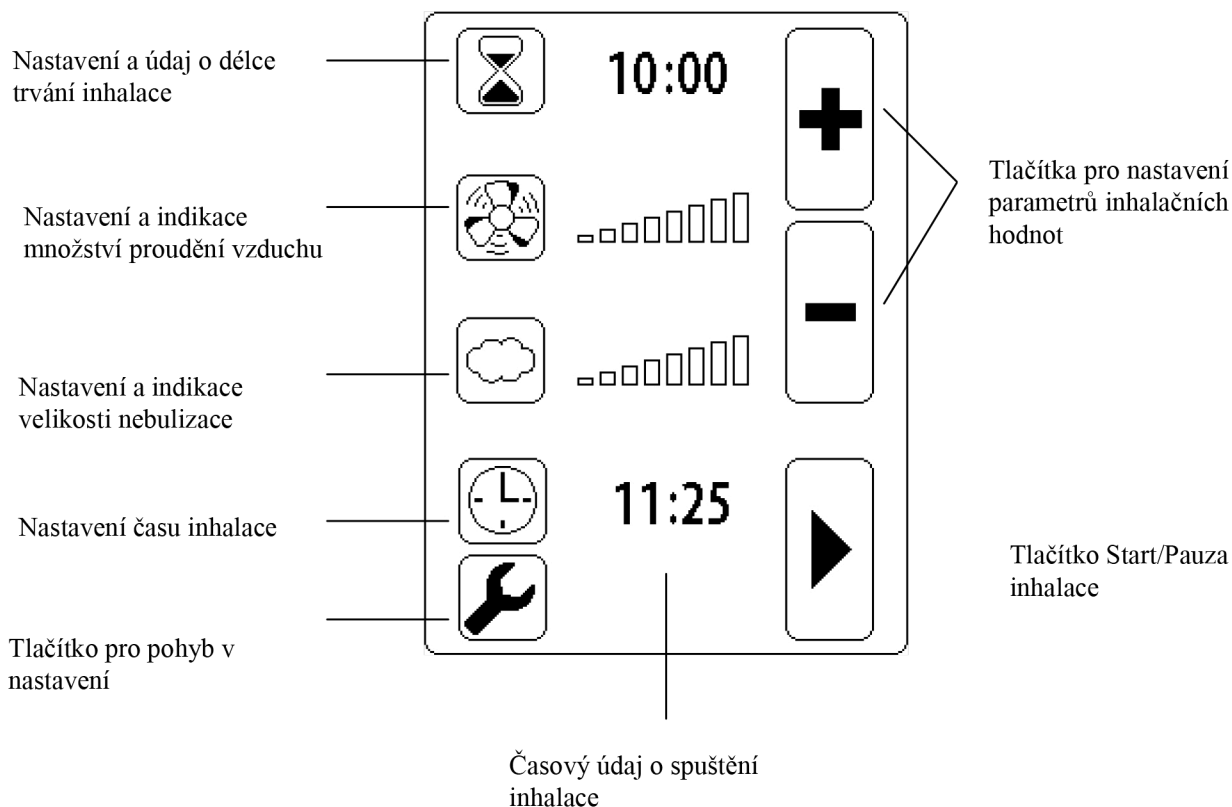 Nastavení a údaj o délce
trvání inhalace
10:00
Tlačítka pro nastavení
parametrů inhalačních
hodnot
Nastavení a indikace
množství proudění vzduchu
Nastavení a indikace
velikosti nebulizace
Nastavení času inhalace
11:25
Tlačítko Start/Pauza
inhalace
Tlačítko pro pohyb v
nastavení
Časový údaj o spuštění
inhalace